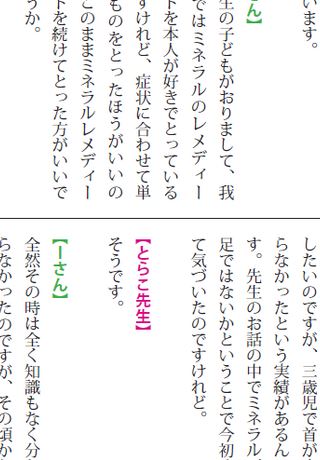 います。
さん】
生の子どもがおりまして、我
ではミネラルのレメディー
トを本人が好きでとっている
すけれど、症状に合わせて単
ものをとったほうがいいの
このままミネラルレメディー
トを続けてとった方がいいで
うか。
したいのですが、三歳児で首が
らなかったという実績があるん
す。先生のお話の中でミネラル
足ではないかということで今初
て気づいたのですけれど。
【とらこ先生】
そうです。
【Ｉさん】
全然その時は全く知識もなく分
らなかったのですが、その頃か